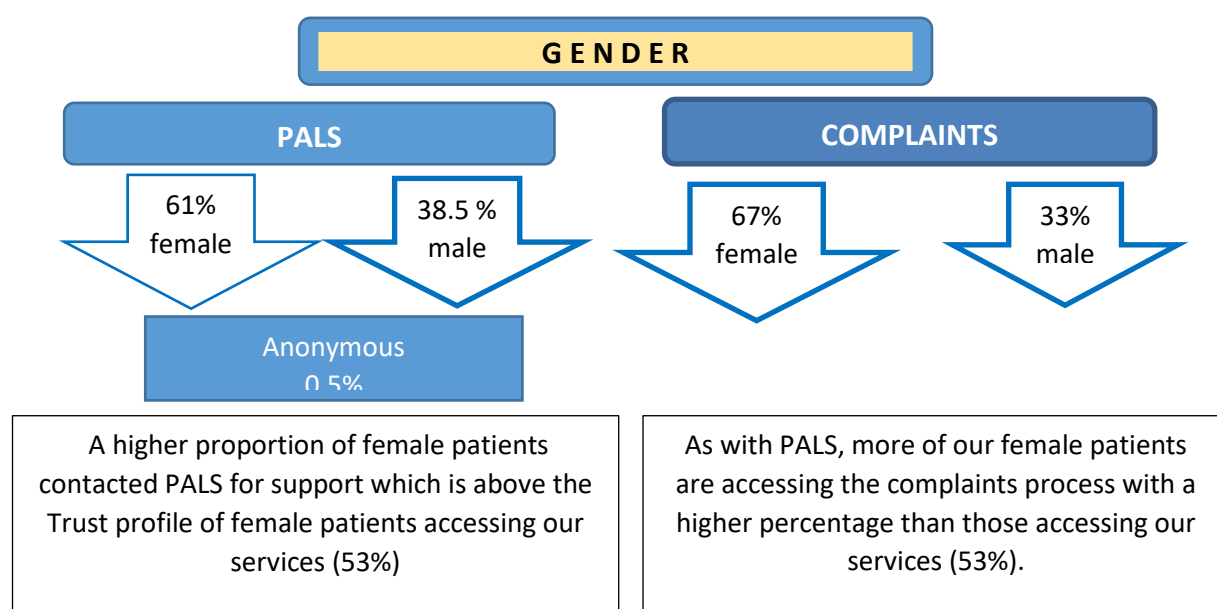 G E N D E R
PALS
COMPLAINTS
61%
female
38.5 %
male
67%
female
33%
male
Anonymous
0.5%
A higher proportion of female patients
contacted PALS for support which is above the
Trust profile of female patients accessing our
services (53%)
As with PALS, more of our female patients
are accessing the complaints process with a
higher percentage than those accessing our
services (53%).